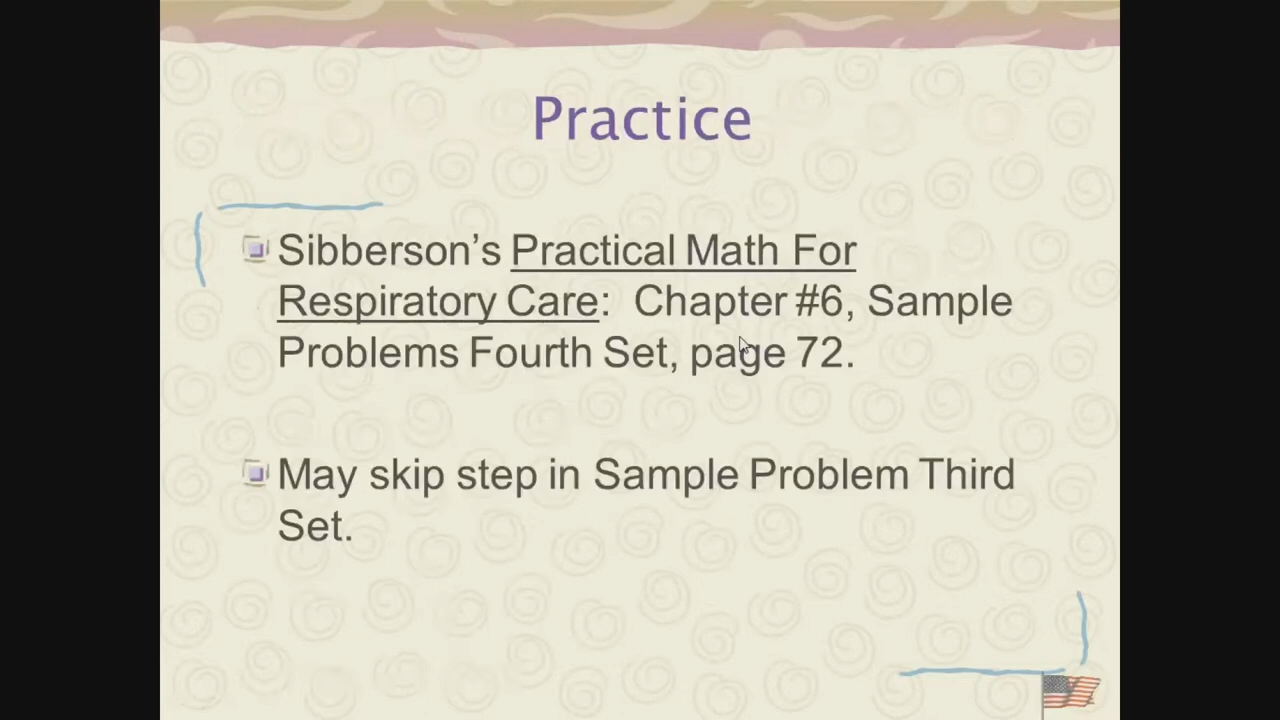 Practice
Sibberson’s Practical Math For
Respiratory Care:  Chapter #6, Sample
Problems Fourth Set, page 72.
May skip step in Sample Problem Third
Set.